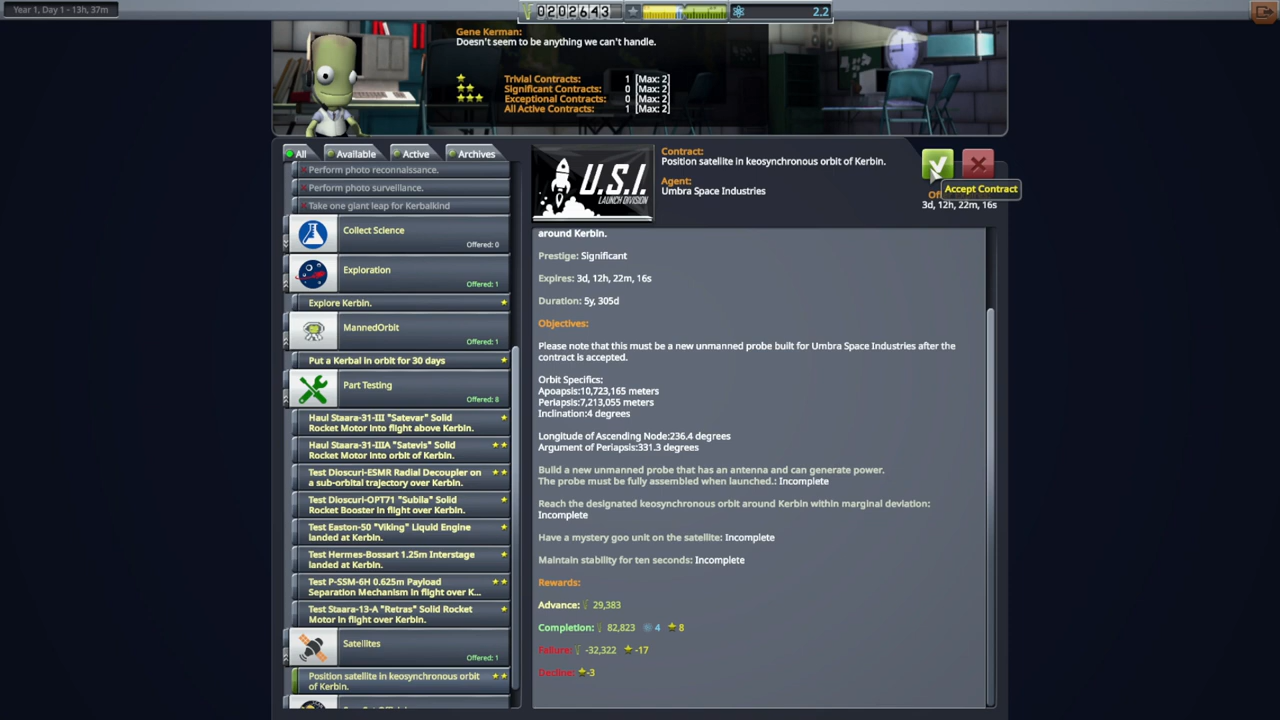 Year 1, Day 1 - 13h, 37m
0202643
2.2
Gene Kerman:
Doesn't seem to be anything we can't handle.
Trivial Contracts: 1 [Max: 2]
Significant Contracts: 0 [Max: 2]
Exceptional Contracts: 0 [Max: 2]
All Active Contracts: 1 [Max: 2]
All
Available
Active
Archives
Perform photo reconnaissance.
Perform photo surveillance.
Take one giant leap for Kerbalkind
Collect Science
Offered: 0
Exploration
Offered: 1
Explore Kerbin.
MannedOrbit
Offered: 1
Put a Kerbal in orbit for 30 days
Part Testing
Offered: 8
Haul Staara-31-III "Satevar" Solid
Rocket Motor into flight above Kerbin.
Haul Staara-31-IIIA "Satevis" Solid
Rocket Motor into orbit of Kerbin.
Test Dioscuri-ESMR Radial Decoupler on
a sub-orbital trajectory over Kerbin.
Test Dioscuri-OPT71 "Subila" Solid
Rocket Booster in flight over Kerbin.
Test Easton-50 "Viking" Liquid Engine
landed at Kerbin.
Test Hermes-Bossart 1.25m Interstage
landed at Kerbin.
Test P-SSM-6H 0.625m Payload
Separation Mechanism in flight over K...
Test Staara-13-A "Retras" Solid Rocket
Motor in flight over Kerbin.
Satellites
Offered: 1
Position satellite in keosynchronous orbit
of Kerbin.
U.S.I.
LAUNCH DIVISION
Contract:
Position satellite in keosynchronous orbit of Kerbin.
Agent:
Umbra Space Industries
Accept Contract
3d, 12h, 22m, 16s
around Kerbin.
Prestige: Significant
Expires: 3d, 12h, 22m, 16s
Duration: 5y, 305d
Objectives:
Please note that this must be a new unmanned probe built for Umbra Space Industries after the
contract is accepted.
Orbit Specifics:
Apoapsis:10,723,165 meters
Periapsis:7,213,055 meters
Inclination:4 degrees
Longitude of Ascending Node:236.4 degrees
Argument of Periapsis:331.3 degrees
Build a new unmanned probe that has an antenna and can generate power.
The probe must be fully assembled when launched.: Incomplete
Reach the designated keosynchronous orbit around Kerbin within marginal deviation:
Incomplete
Have a mystery goo unit on the satellite: Incomplete
Maintain stability for ten seconds: Incomplete
Rewards:
Advance: 29,383
Completion: 82,823 4 8
Failure: -32,322 -17
Decline: -3